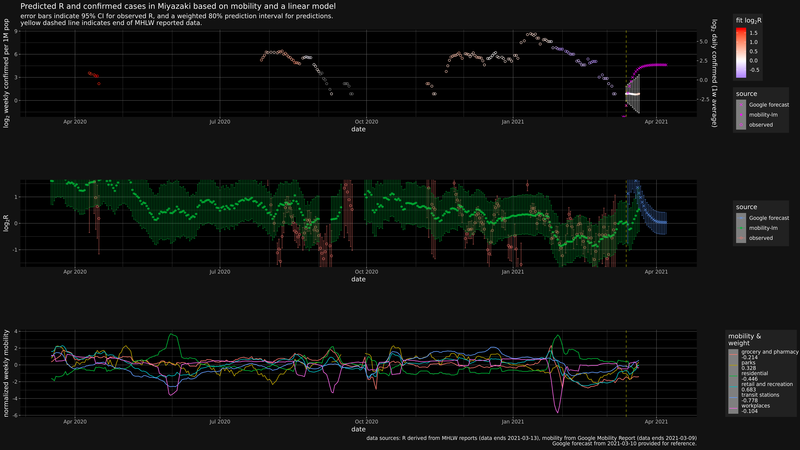 Predicted R and confirmed cases in Miyazaki based on mobility and a linear model
error bars indicate 95% CI for observed R, and a weighted 80% prediction interval for predictions.
yellow dashed line indicates end of MHLW reported data.
log₂ weekly confirmed per 1M pop
9
6
3
0
5.0
2.5
0.0
-2.5
log₂ daily confirmed (1w average)
Apr 2020
Jul 2020
Oct 2020
Jan 2021
Apr 2021
date
fit log₂R
1.5
1.0
0.5
0.0
-0.5
source
Google forecast
mobility-lm
observed
log₂R
1
0
-1
Apr 2020
Jul 2020
Oct 2020
Jan 2021
Apr 2021
date
source
Google forecast
mobility-lm
observed
normalized weekly mobility
4
2
0
-2
-4
-6
Apr 2020
Jul 2020
Oct 2020
Jan 2021
Apr 2021
date
mobility &
weight
grocery and pharmacy
-0.214
parks
0.328
residential
-0.446
retail and recreation
0.683
transit stations
-0.778
workplaces
-0.104
data sources: R derived from MHLW reports (data ends 2021-03-13), mobility from Google Mobility Report (data ends 2021-03-09)
Google forecast from 2021-03-10 provided for reference.